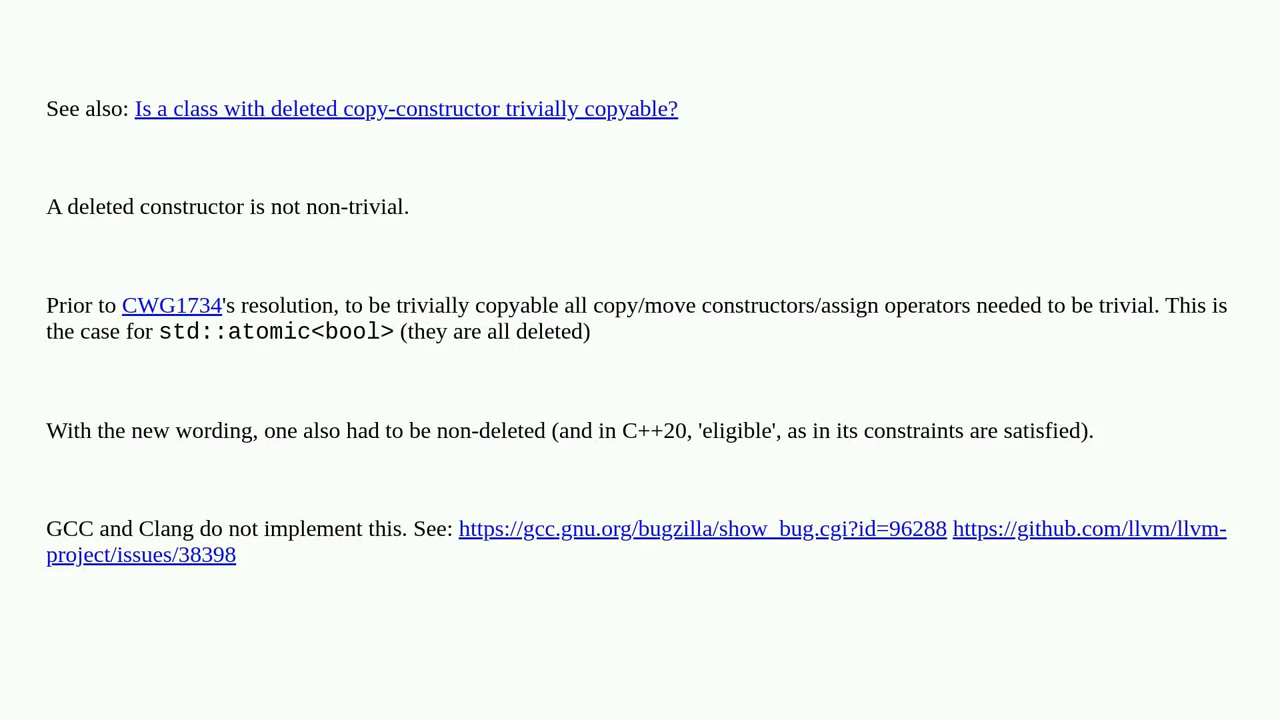 See also: Is a class with deleted copy-constructor trivially copyable?
A deleted constructor is not non-trivial.
Prior to CWG1734's resolution, to be trivially copyable all copy/move constructors/assign operators needed to be trivial. This is
the case for std::atomic<bool> (they are all deleted)
With the new wording, one also had to be non-deleted (and in C++20, 'eligible', as in its constraints are satisfied).
GCC and Clang do not implement this. See: https://gcc.gnu.org/bugzilla/show_bug.cgi?id=96288 https://github.com/llvm/llvm-
project/issues/38398